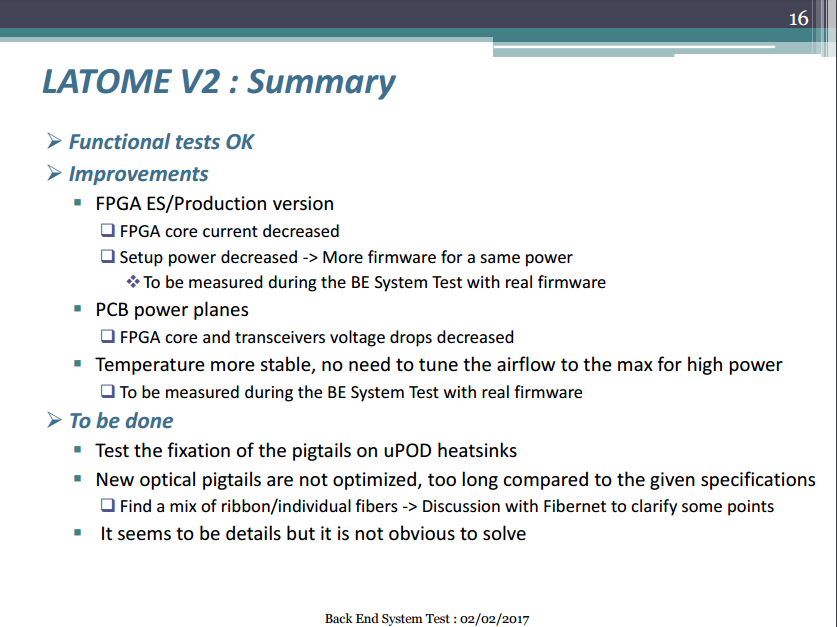 16
LATOME V2 : Summary
Functional tests OK
Improvements
FPGA ES/Production version
FPGA core current decreased
Setup power decreased -> More firmware for a same power
To be measured during the BE System Test with real firmware
PCB power planes
FPGA core and transceivers voltage drops decreased
Temperature more stable, no need to tune the airflow to the max for high power
To be measured during the BE System Test with real firmware
To be done
Test the fixation of the pigtails on uPOD heatsinks
New optical pigtails are not optimized, too long compared to the given specifications
Find a mix of ribbon/individual fibers -> Discussion with Fibernet to clarify some points
It seems to be details but it is not obvious to solve
Back End System Test : 02/02/2017